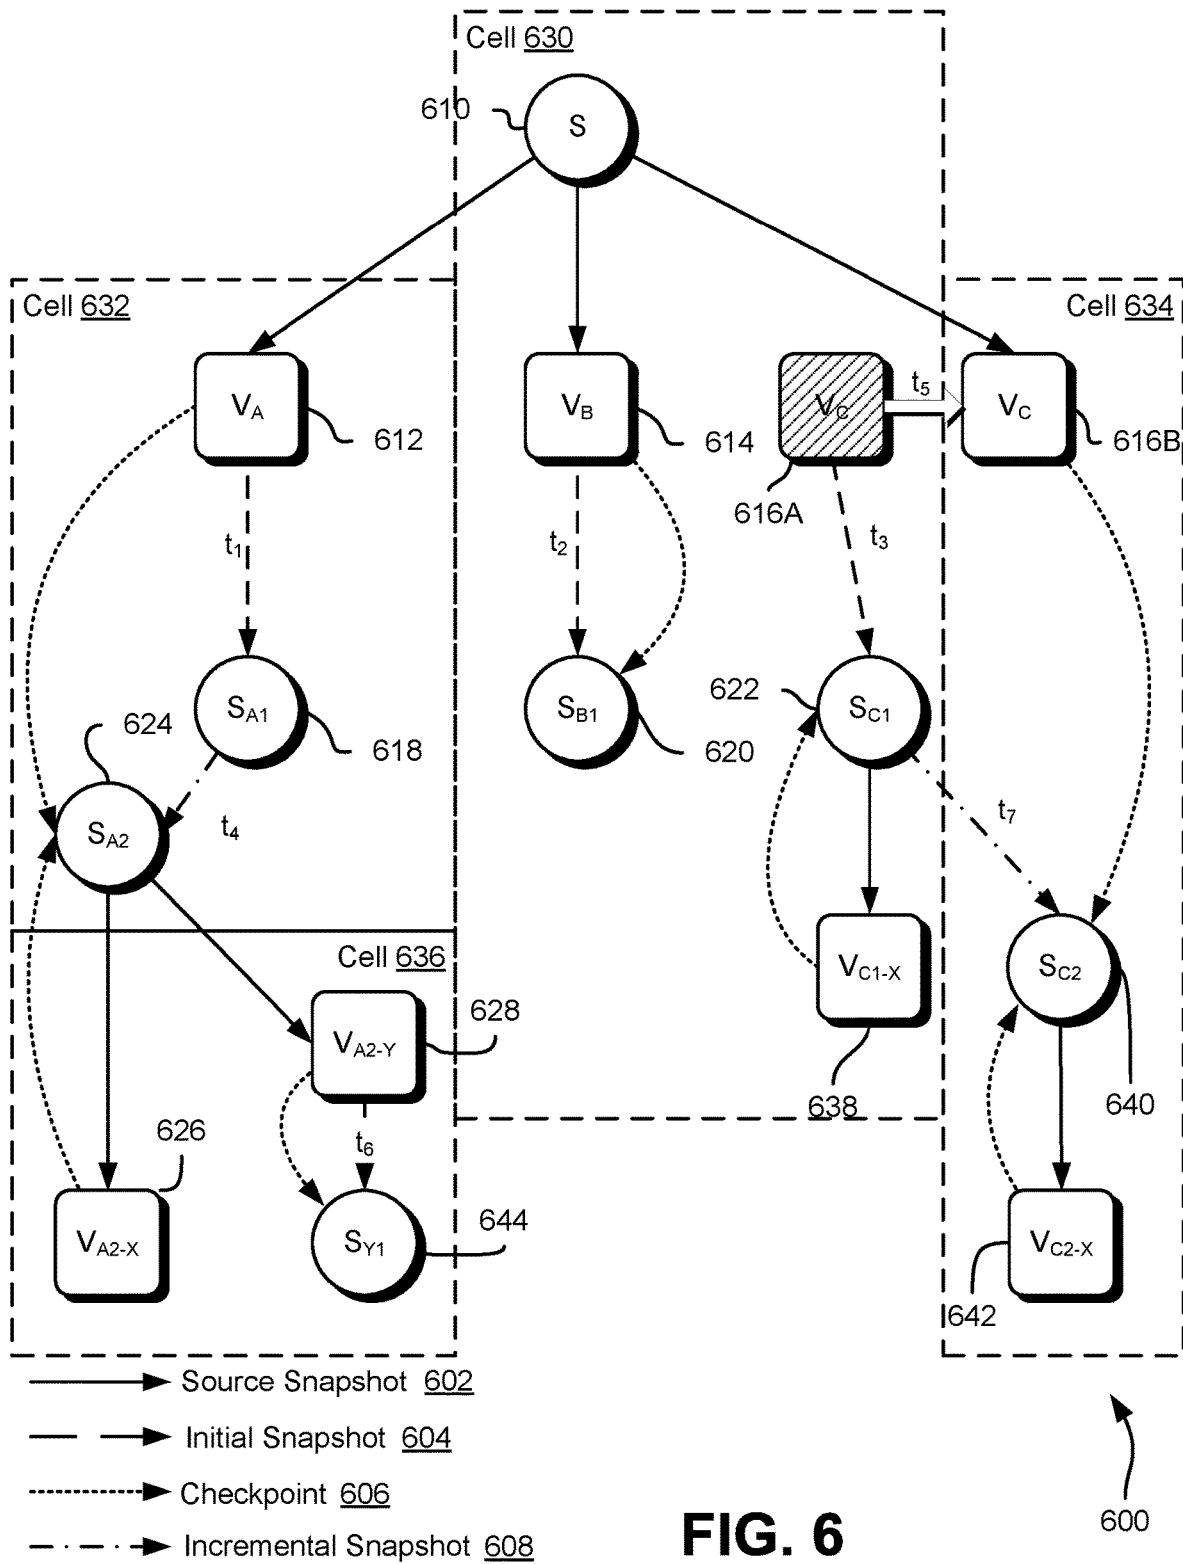 Cell 630
610
S
Cell 632
Cell 634
VA
612
VB
614
VC
616A
t5
VC
616B
t1
t2
t3
624
SA1
618
SB1
620
622
SC1
SA2
t4
t7
Cell 636
VA2-Y
628
VC1-X
638
SC2
640
626
t6
VA2-X
SY1
644
VC2-X
642
Source Snapshot 602
Initial Snapshot 604
Checkpoint 606
Incremental Snapshot 608
FIG. 6
600